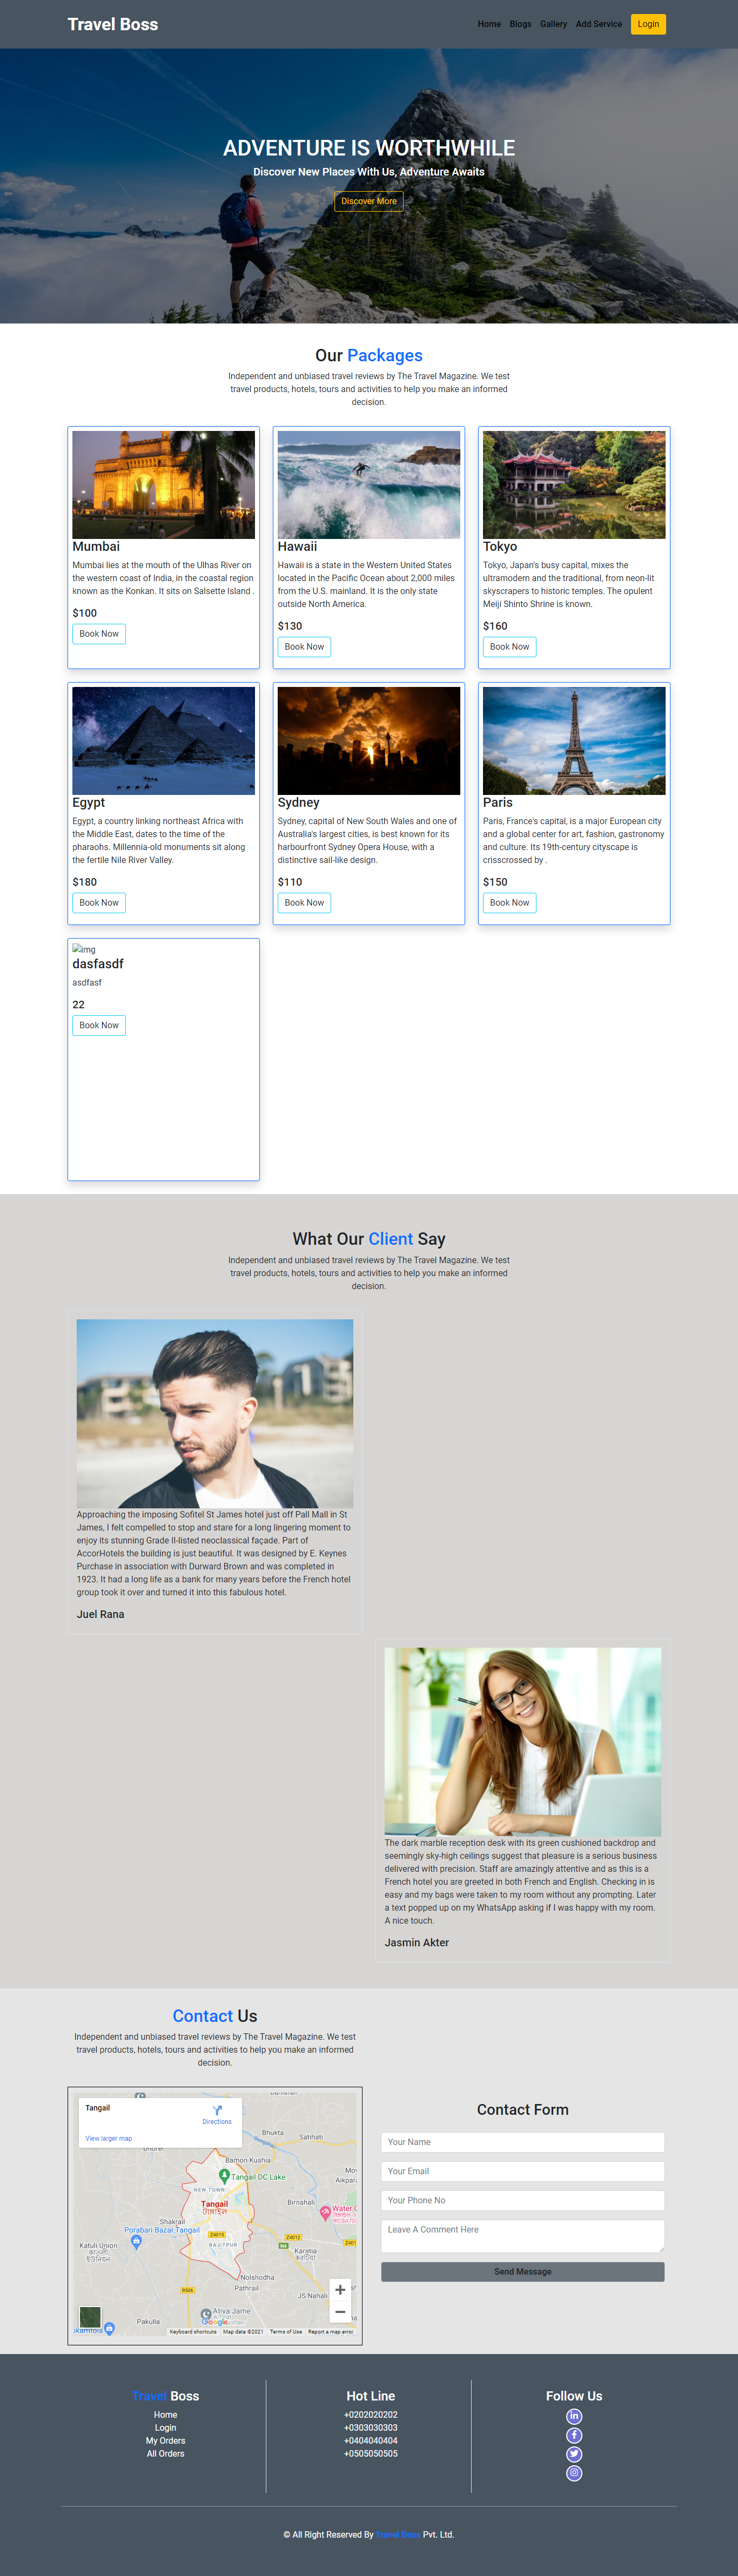 Travel Boss
Home Blogs Gallery Add Service Login
ADVENTURE IS WORTHWHILE
Discover New Places With Us, Adventure Awaits
Discover More
Our Packages
Independent and unbiased travel reviews by The Travel Magazine. We test
travel products, hotels, tours and activities to help you make an informed
decision.
Mumbai
Mumbai lies at the mouth of the Ulhas River on
the western coast of India, in the coastal region
known as the Konkan. It sits on Salsette Island .
$100
Book Now
Hawaii
Hawaii is a state in the Western United States
located in the Pacific Ocean about 2,000 miles
from the U.S. mainland. It is the only state
outside North America.
$130
Book Now
Tokyo
Tokyo, Japan's busy capital, mixes the
ultramodern and the traditional, from neon-lit
skyscrapers to historic temples. The opulent
Meiji Shinto Shrine is known.
$160
Book Now
Egypt
Egypt, a country linking northeast Africa with
the Middle East, dates to the time of the
pharaohs. Millennia-old monuments sit along
the fertile Nile River Valley.
$180
Book Now
Sydney
Sydney, capital of New South Wales and one of
Australia's largest cities, is best known for its
harbourfront Sydney Opera House, with a
distinctive sail-like design.
$110
Book Now
Paris
Paris, France's capital, is a major European city
and a global center for art, fashion, gastronomy
and culture. Its 19th-century cityscape is
crisscrossed by .
$150
Book Now
img
dasfasdf
asdfasf
22
Book Now
What Our Client Say
Independent and unbiased travel reviews by The Travel Magazine. We test
travel products, hotels, tours and activities to help you make an informed
decision.
Approaching the imposing Sofitel St James hotel just off Pall Mall in St
James, I felt compelled to stop and stare for a long lingering moment to
enjoy its stunning Grade II-listed neoclassical façade. Part of
AccorHotels the building is just beautiful. It was designed by E. Keynes
Purchase in association with Durward Brown and was completed in
1923. It had a long life as a bank for many years before the French hotel
group took it over and turned it into this fabulous hotel.
Juel Rana
The dark marble reception desk with its green cushioned backdrop and
seemingly sky-high ceilings suggest that pleasure is a serious business
delivered with precision. Staff are amazingly attentive and as this is a
French hotel you are greeted in both French and English. Checking in is
easy and my bags were taken to my room without any prompting. Later
a text popped up on my WhatsApp asking if I was happy with my room.
A nice touch.
Jasmin Akter
Contact Us
Independent and unbiased travel reviews by The Travel Magazine. We test
travel products, hotels, tours and activities to help you make an informed
decision.
Tangail
Directions
View larger map
Bhukta
Salihati
Bamon Kushia
Tangail DC Lake
Aikpara
NEW TOWN
Birnahali
Tangail
টাঙ্গাইল
Water
Shakrail
Porabari Bazar, Tangail
Z4015
Z4012
Katuli Union
BAJITPUR
N4
Karatia
Nolshodha
Pathrail
R506
JS Nahali
Atiya Jame
Pakulla
Google
Keyboard shortcuts Map data ©2021 Terms of Use Report a map error
Contact Form
Your Name
Your Email
Your Phone No
Leave A Comment Here
Send Message
Travel Boss
Home
Login
My Orders
All Orders
Hot Line
+0202020202
+0303030303
+0404040404
+0505050505
Follow Us
© All Right Reserved By Travel Boss Pvt. Ltd.